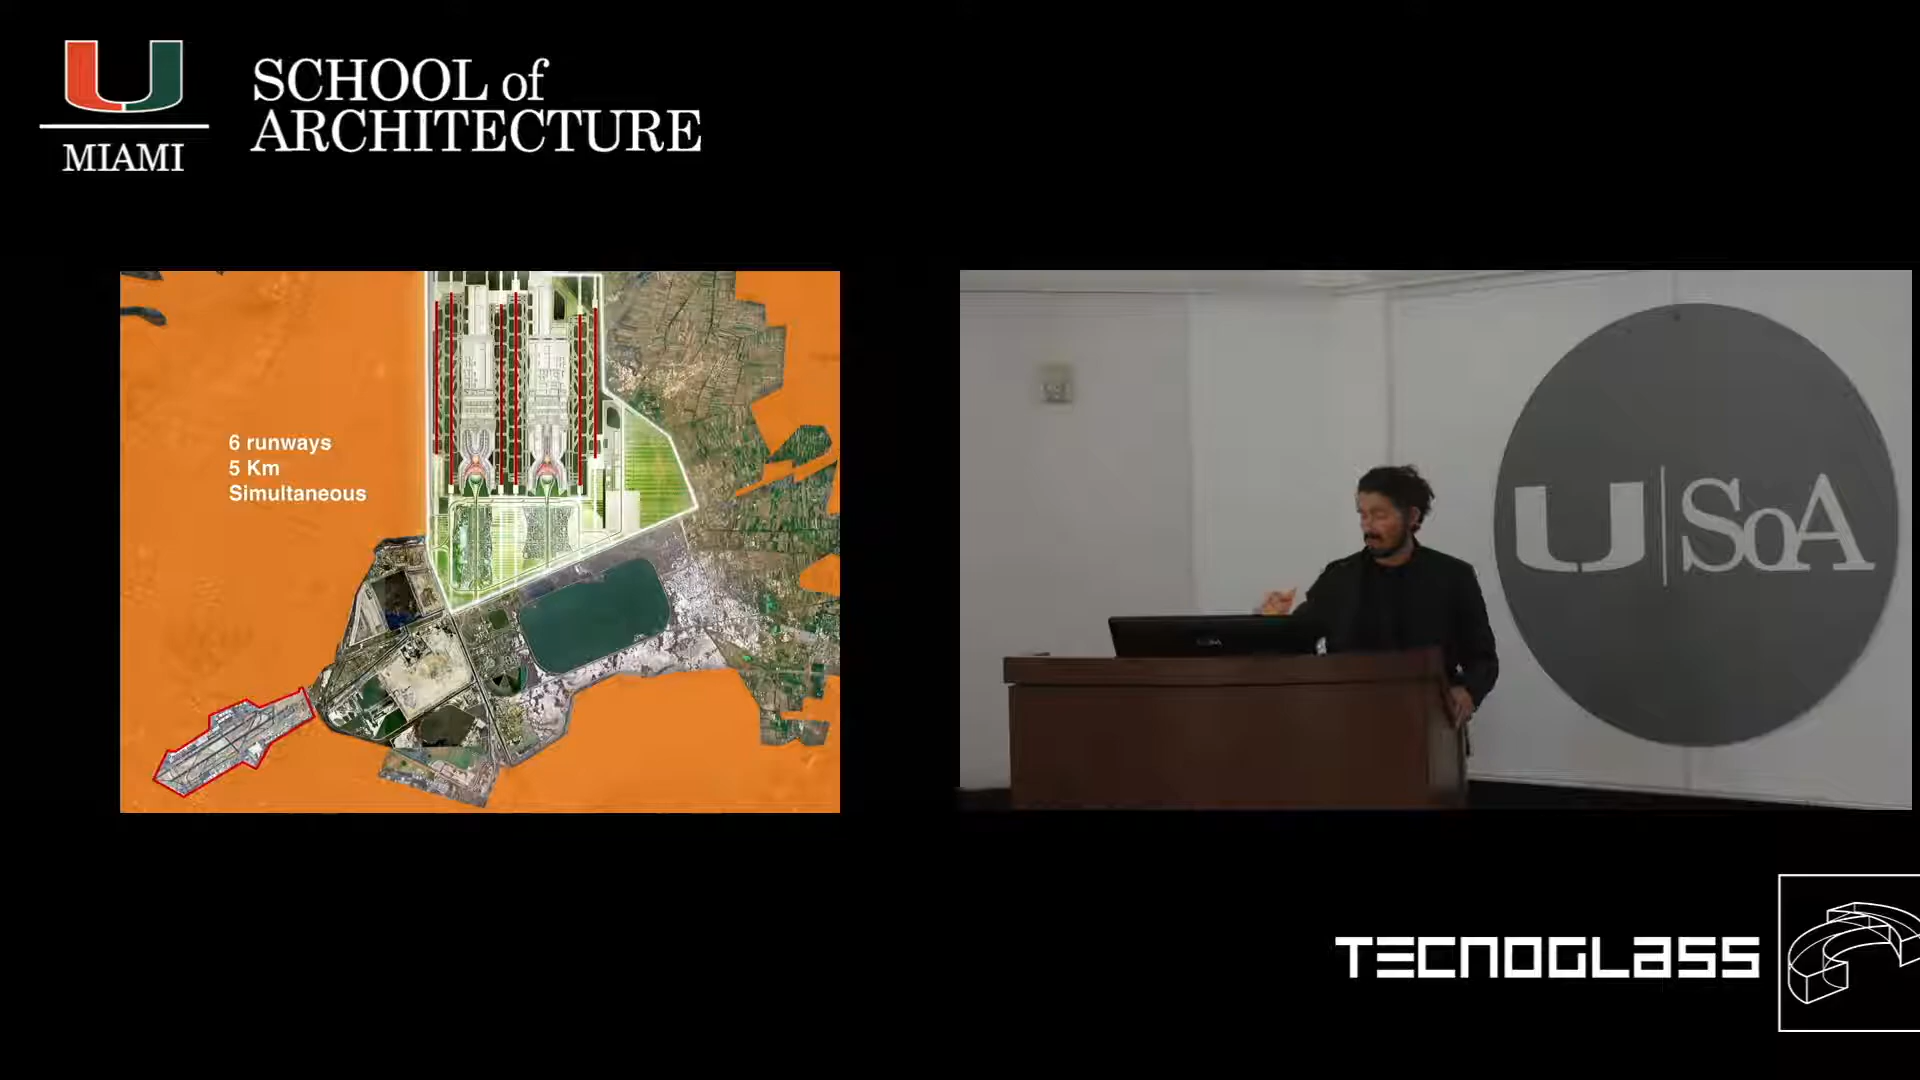 SCHOOL of
ARCHITECTURE
MIAMI
6 runways
5 Km
Simultaneous
U SoA
TECNOGLASS